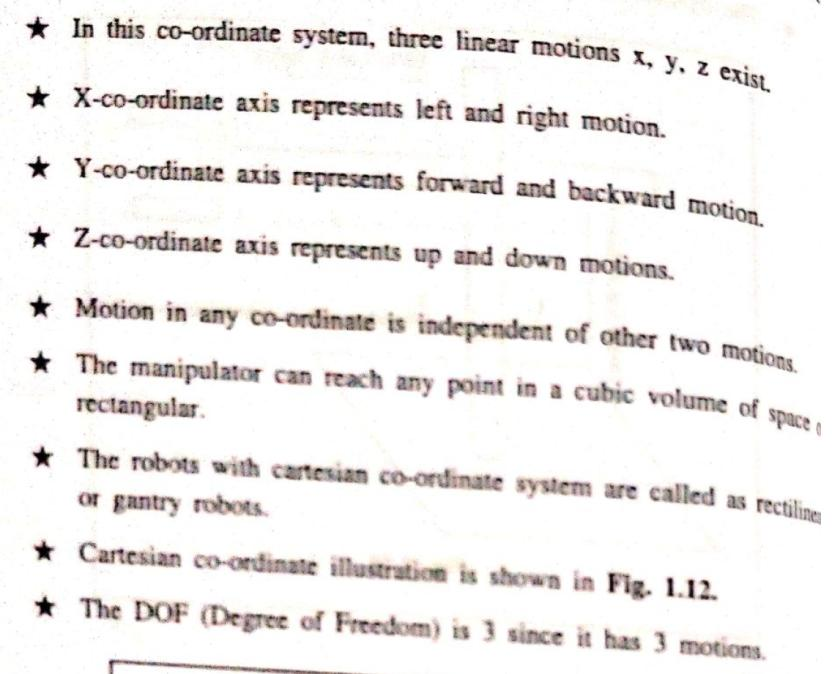 ★ In this co-ordinate system, three linear motions x, y, z exist.
★ X-co-ordinate axis represents left and right motion.
★ Y-co-ordinate axis represents forward and backward motion.
★ Z-co-ordinate axis represents up and down motions.
★ Motion in any co-ordinate is independent of other two motions.
★ The manipulator can reach any point in a cubic volume of space
rectangular.
★ The robots with cartesian co-ordinate system are called as
or gantry robots.
★ Cartesian co-ordinate illustration is shown in Fig. 1.12.
★ The DOF (Degree of Freedom) is 3 since it has 3 motions.